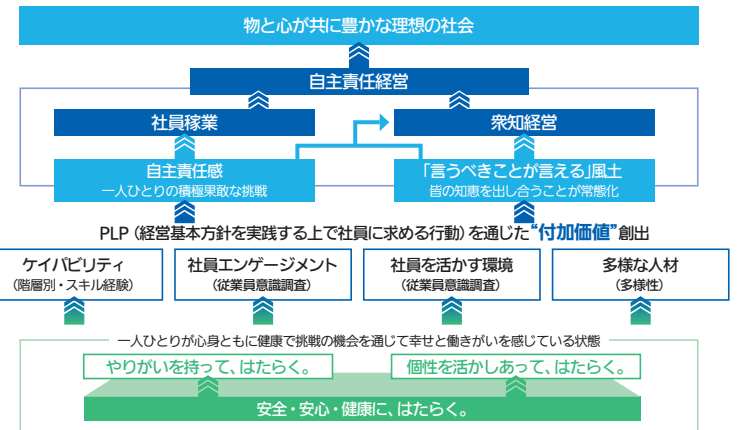 物と心が共に豊かな理想の社会
自主責任経営
社員稼業
衆知経営
自主責任感
一人ひとりの積極果敢な挑戦
「言うべきことが言える」風土
皆の知恵を出し合うことが常態化
PLP（経営基本方針を実践する上で社員に求める行動）を通じた“付加価値”創出
ケイパビリティ
（階層別・スキル経験）
社員エンゲージメント
（従業員意識調査）
社員を活かす環境
（従業員意識調査）
多様な人材
（多様性）
一人ひとりが心身ともに健康で挑戦の機会を通じて幸せと働きがいを感じている状態
やりがいを持って、はたらく。
個性を活かしあって、はたらく。
安全・安心・健康に、はたらく。